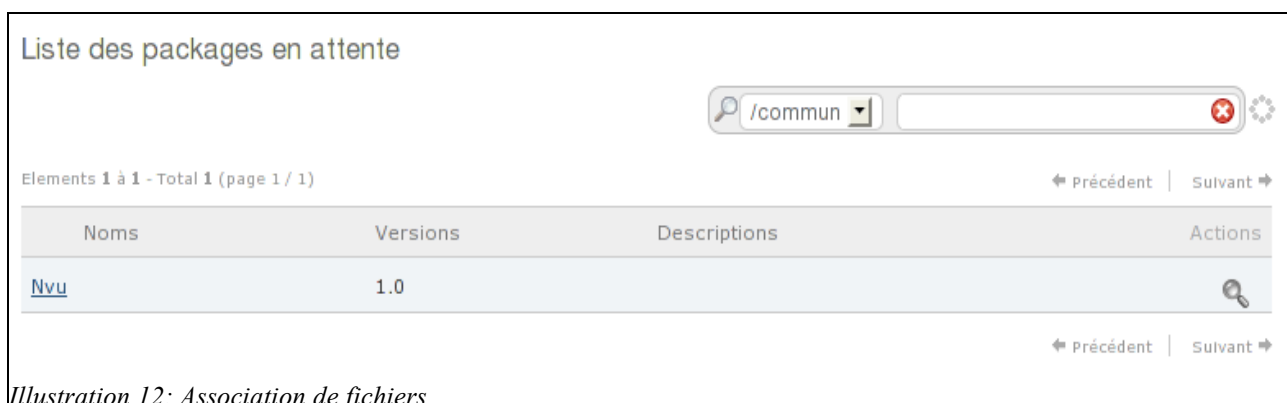 Liste des packages en attente
/commun
Elements 1 à 1 - Total 1 (page 1 / 1)
Précédent | Suivant
Noms Versions Descriptions Actions
Nvu 1.0
Précédent | Suivant
Illustration 12: Association de fichiers